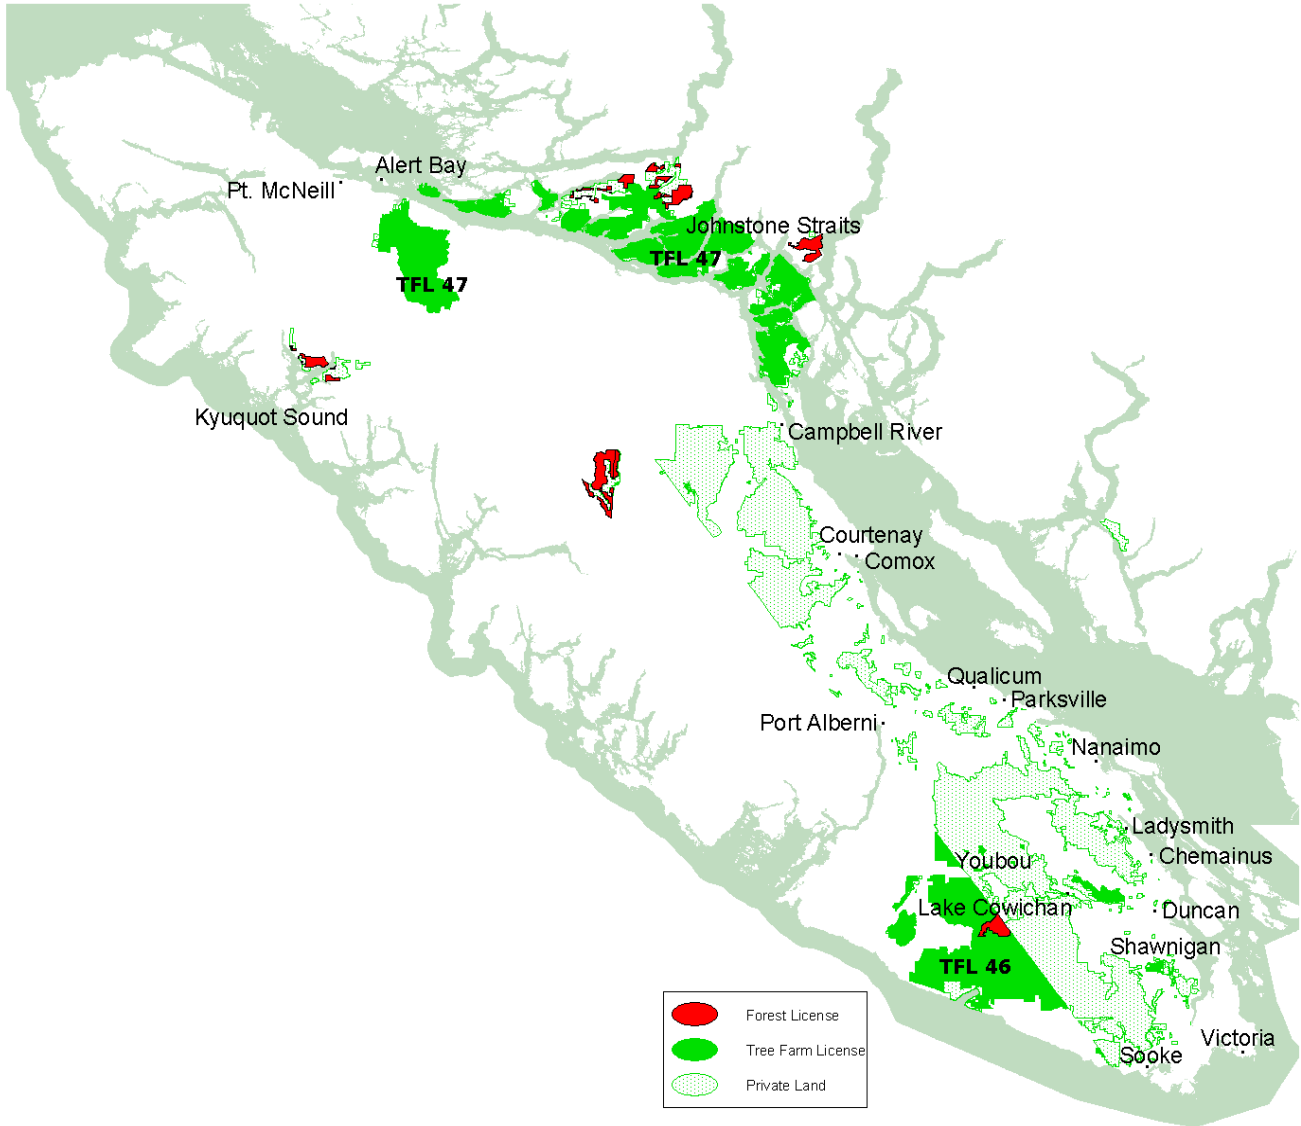 Alert Bay
Pt. McNeill
Johnstone Straits
TFL 47
TFL 47
Kyuquot Sound
Campbell River
Courtenay
Comox
Qualicum
Parksville
Port Alberni
Nanaimo
Ladysmith
Chemainus
Youbou
Lake Cowichan
Duncan
Shawnigan
TFL 46
Victoria
Sooke
Forest License
Tree Farm License
Private Land